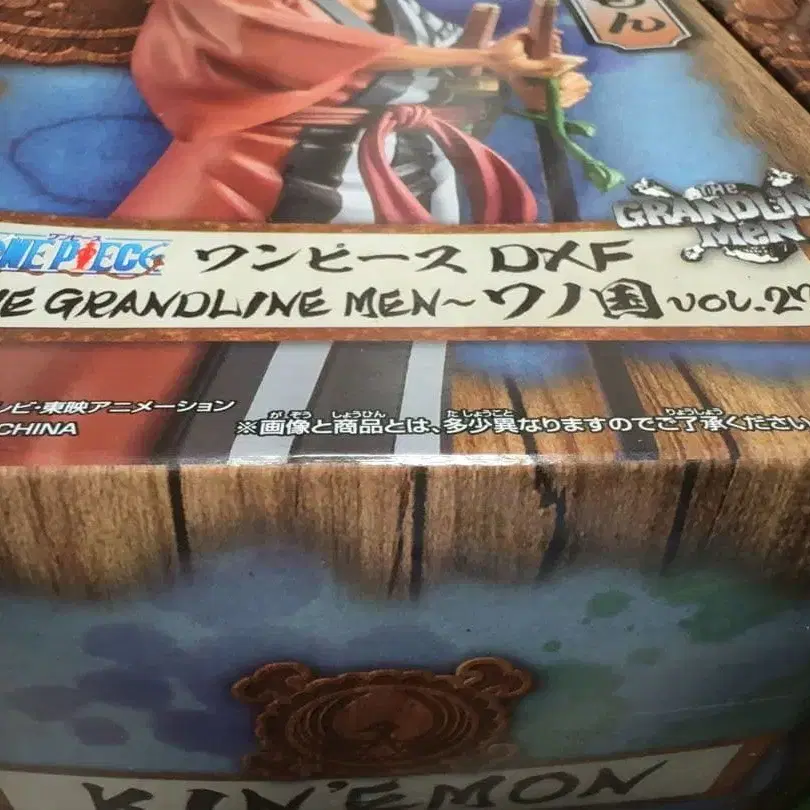 THE
GRANDLINE
MEN
ONE PIECE ワンピース DXF
GRANDLINE MEN~ワノ国 VOL.27
東映アニメーション
CHINA
※画像と商品とは、多少異なりますのでご了承ください
KIN'EMON